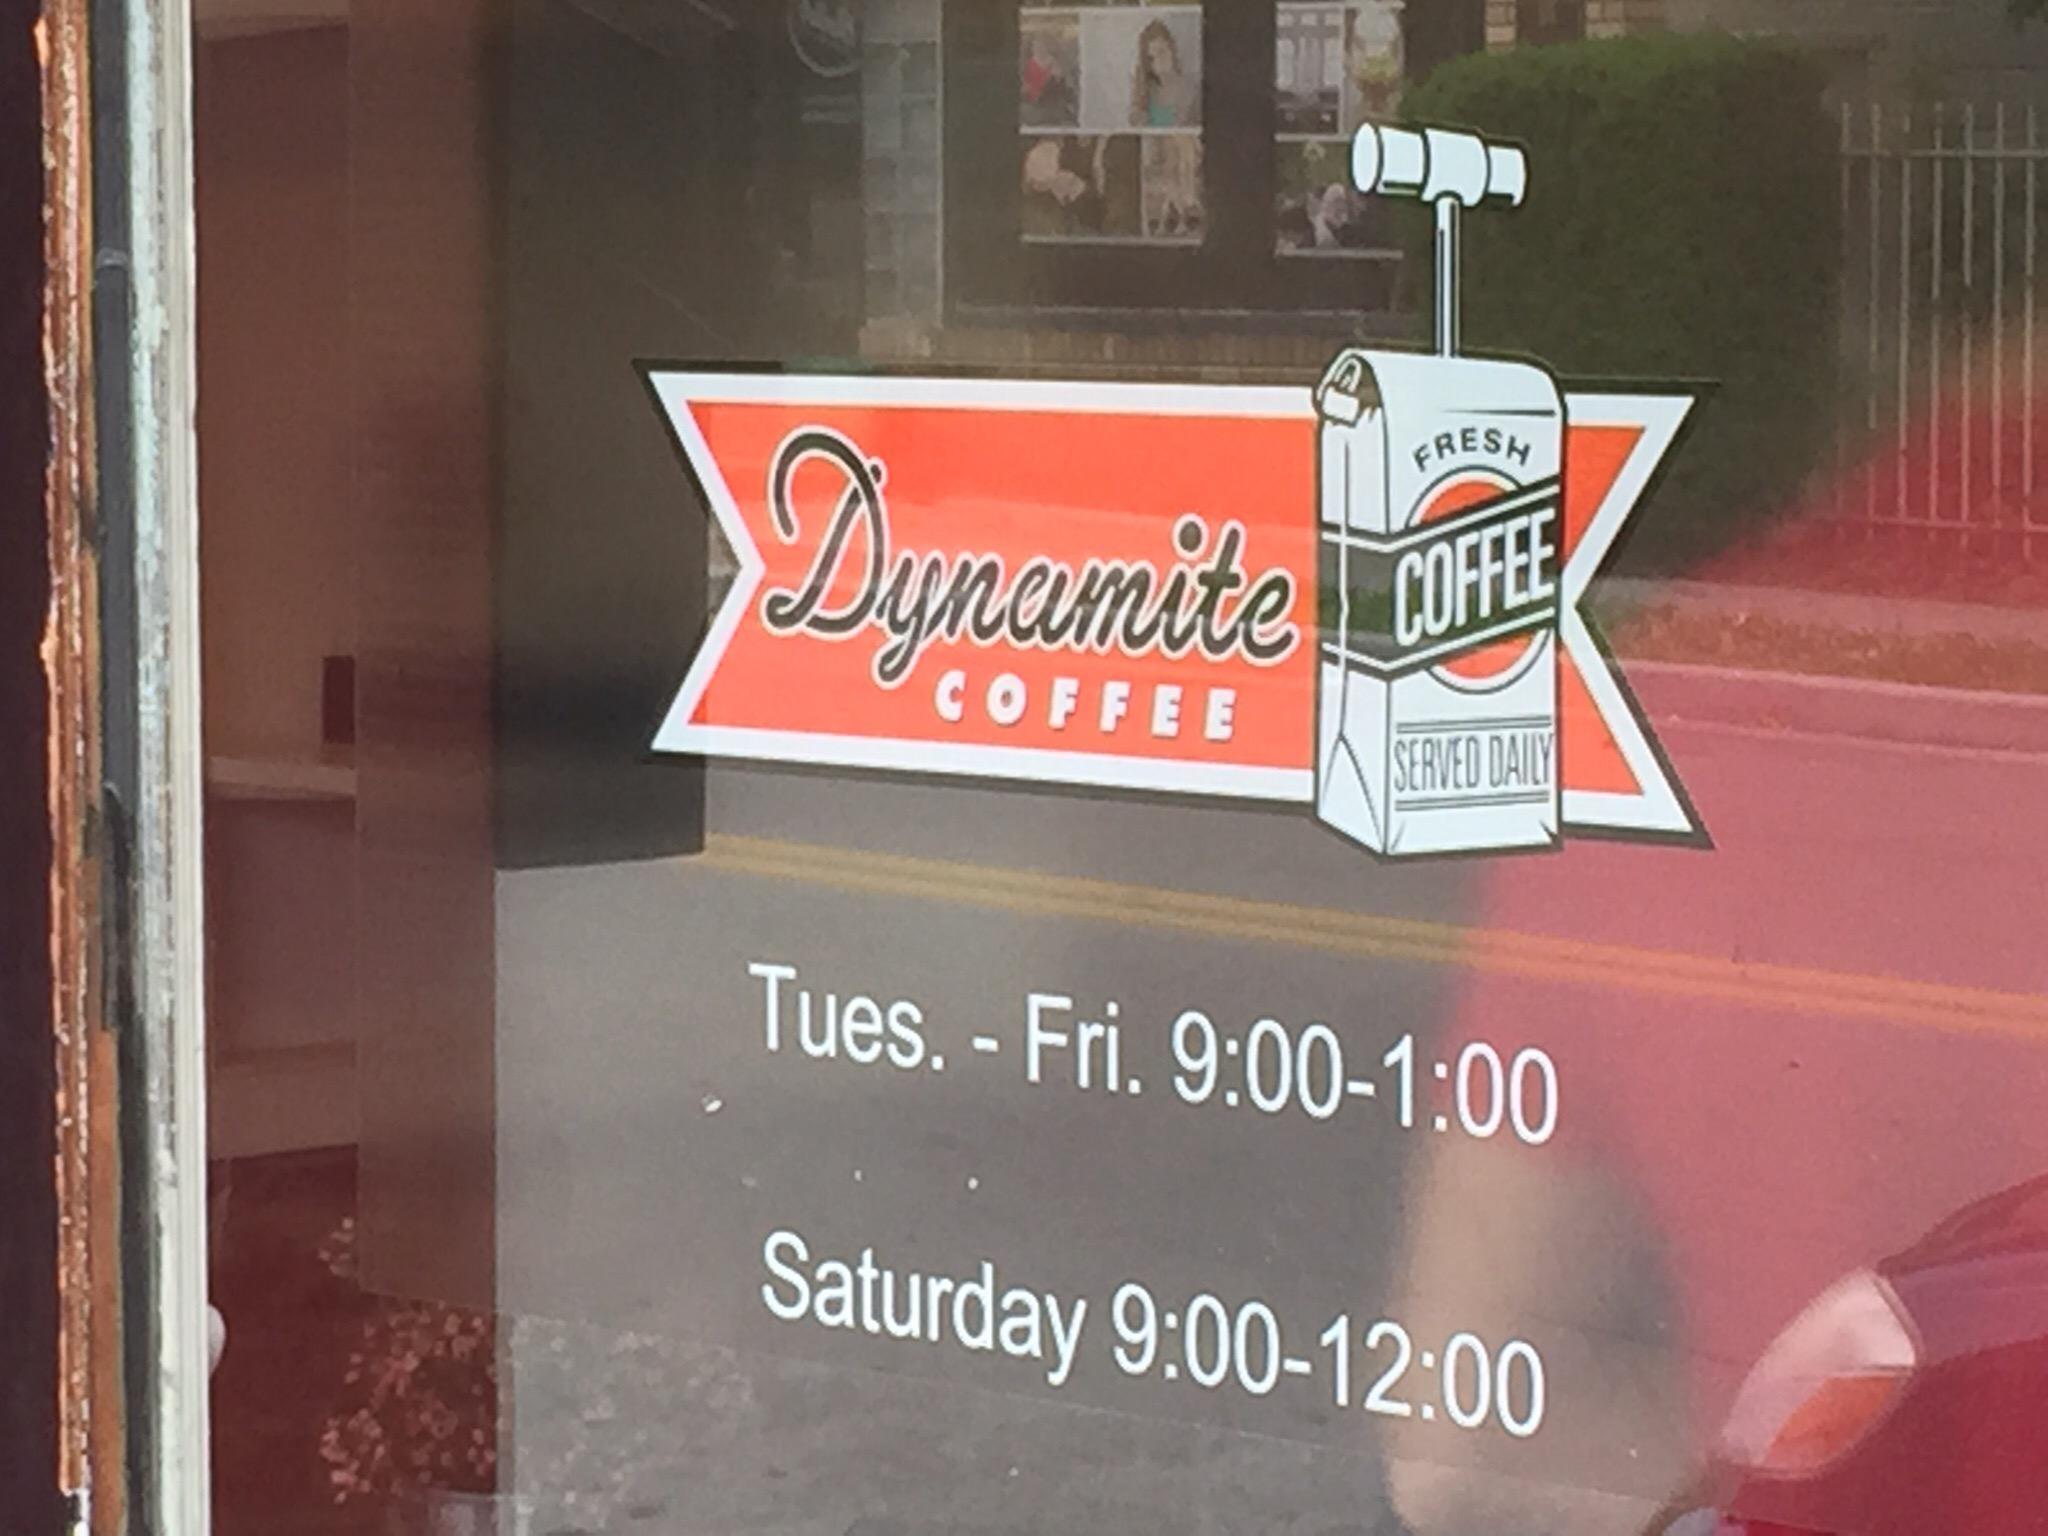 Dynamite
COFFEE
FRESH
COFFEE
SERVED DAILY
Tues. - Fri. 9:00-1:00
Saturday 9:00-12:00